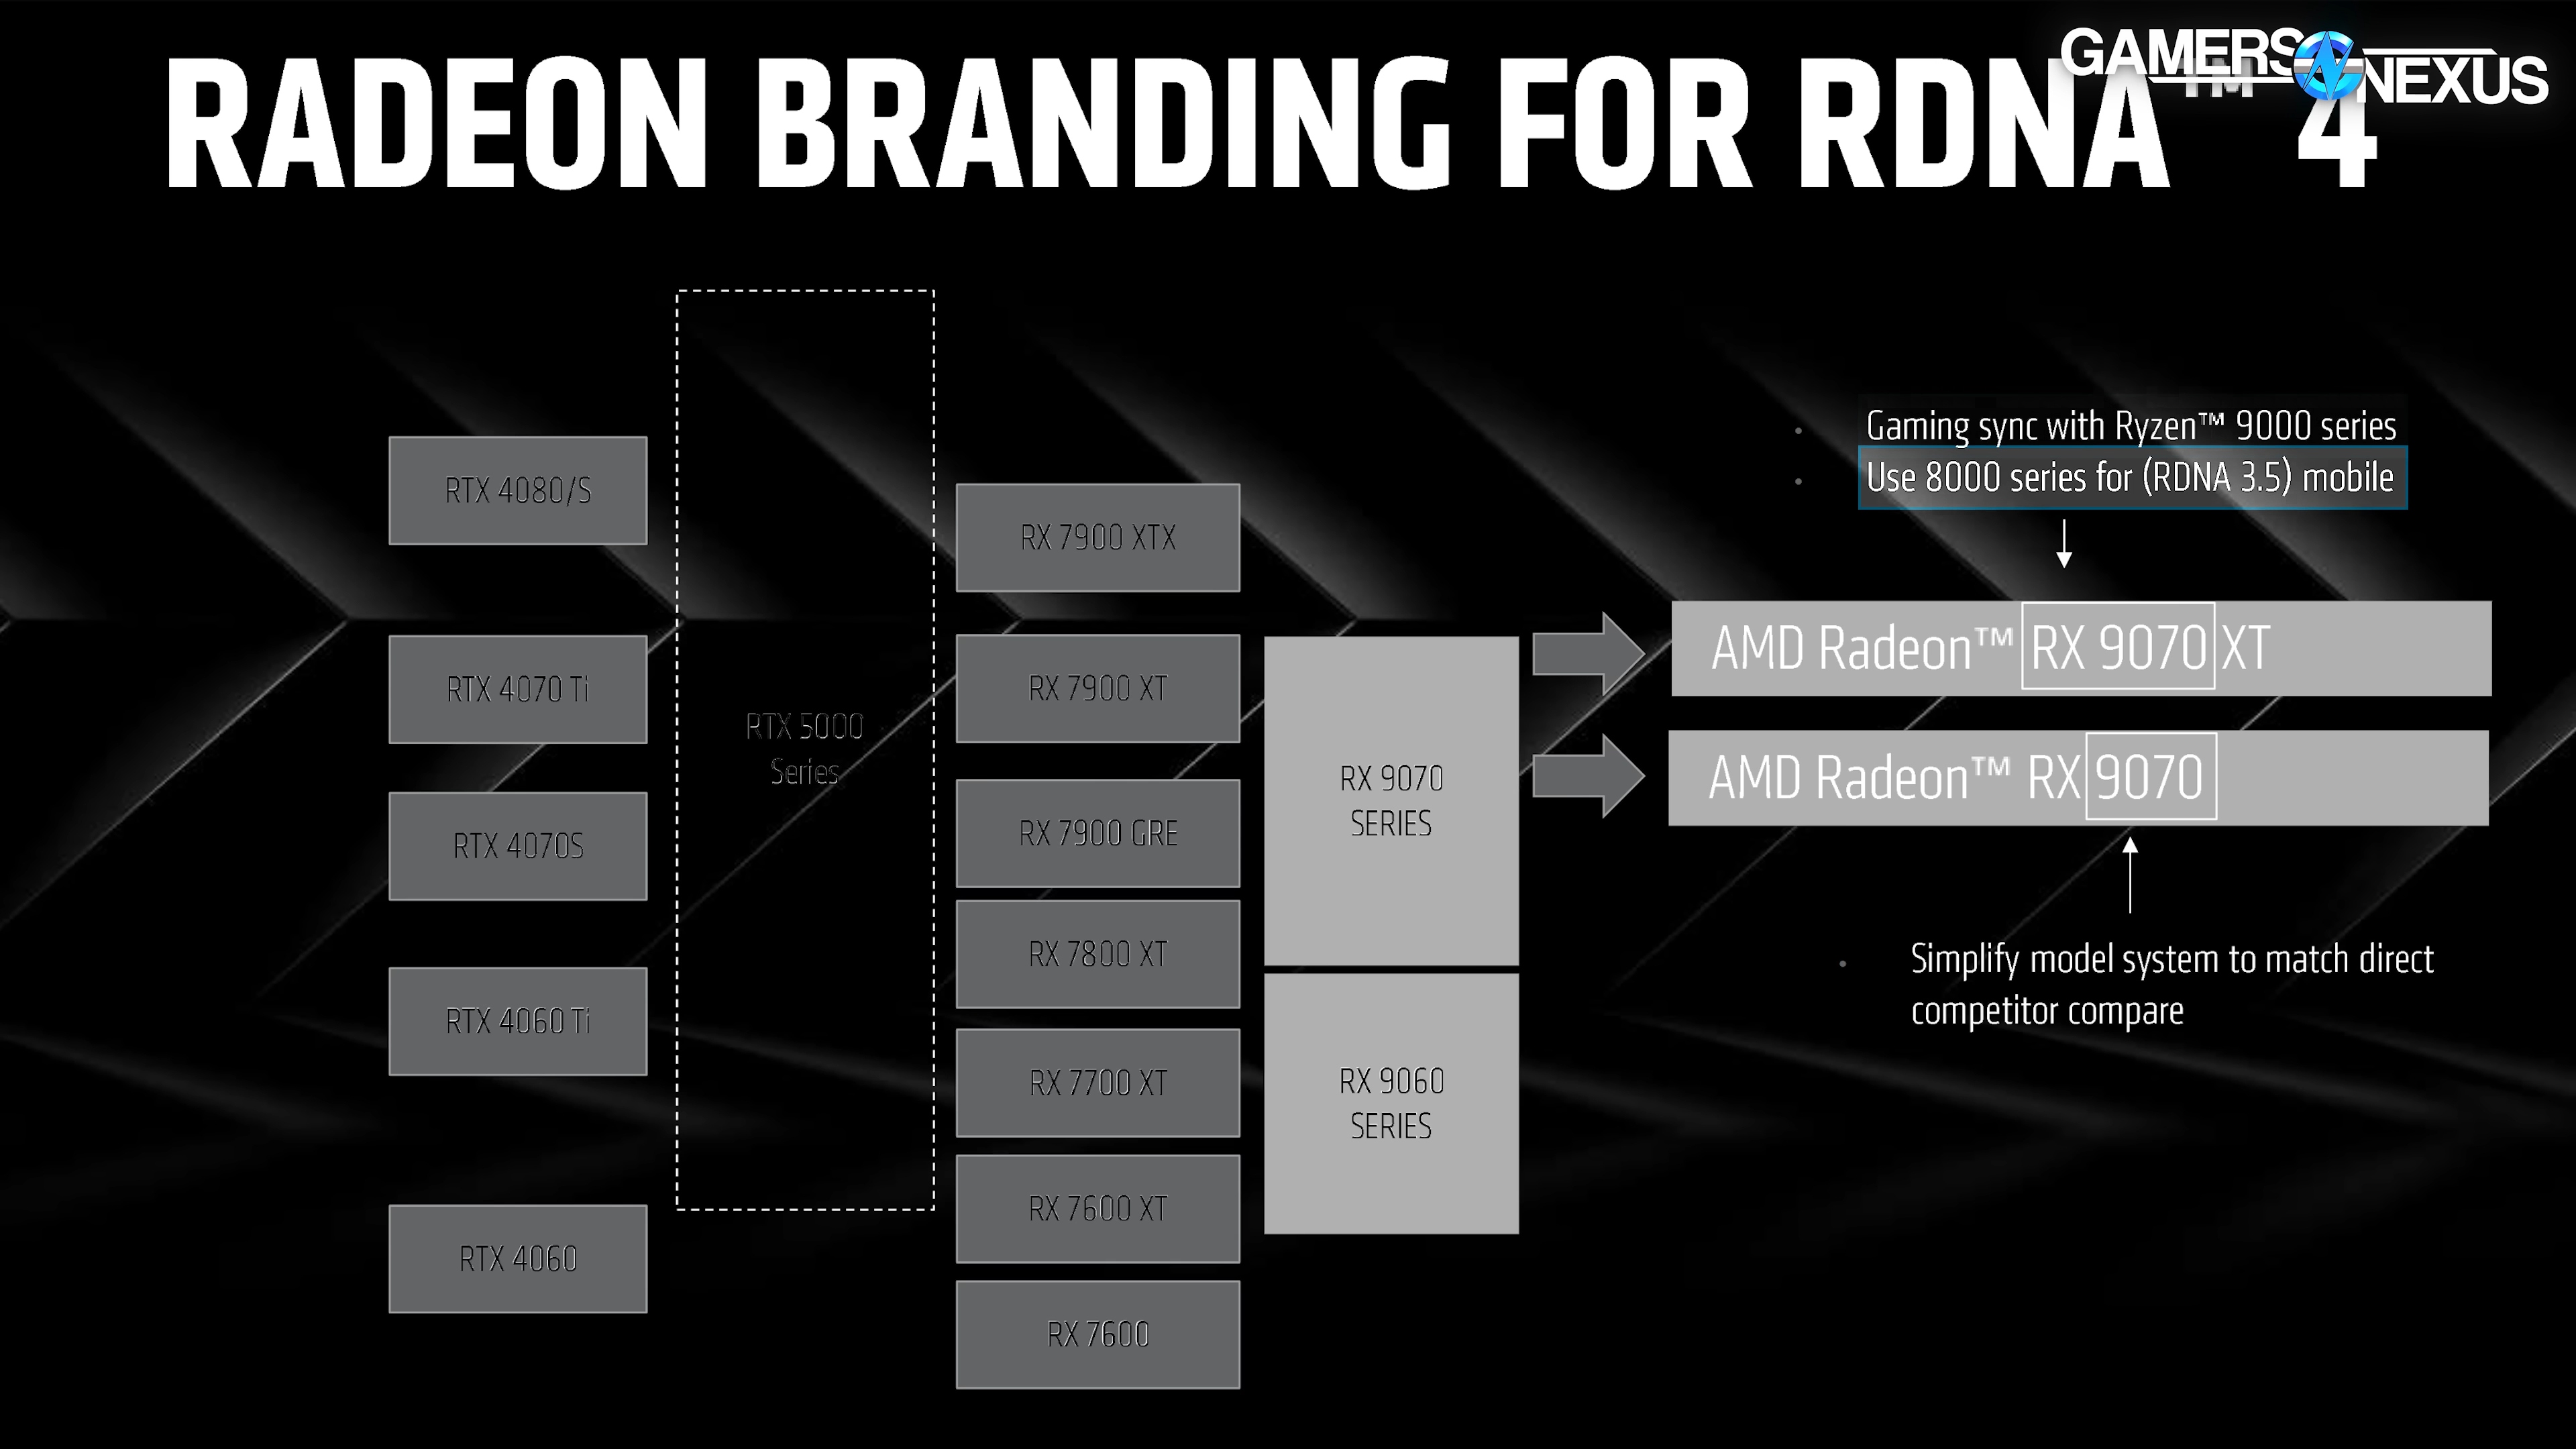 GAMERS NEXUS
RADEON BRANDING FOR RDNA™ 4
RTX 4080/S
RTX 4070 Ti
RTX 4070S
RTX 4060 Ti
RTX 4060
RTX 5000
Series
RX 7900 XTX
RX 7900 XT
RX 7900 GRE
RX 7800 XT
RX 7700 XT
RX 7600 XT
RX 7600
RX 9070
SERIES
RX 9060
SERIES
• Gaming sync with Ryzen™ 9000 series
• Use 8000 series for (RDNA 3.5) mobile
AMD Radeon™ RX 9070 XT
AMD Radeon™ RX 9070
• Simplify model system to match direct
competitor compare